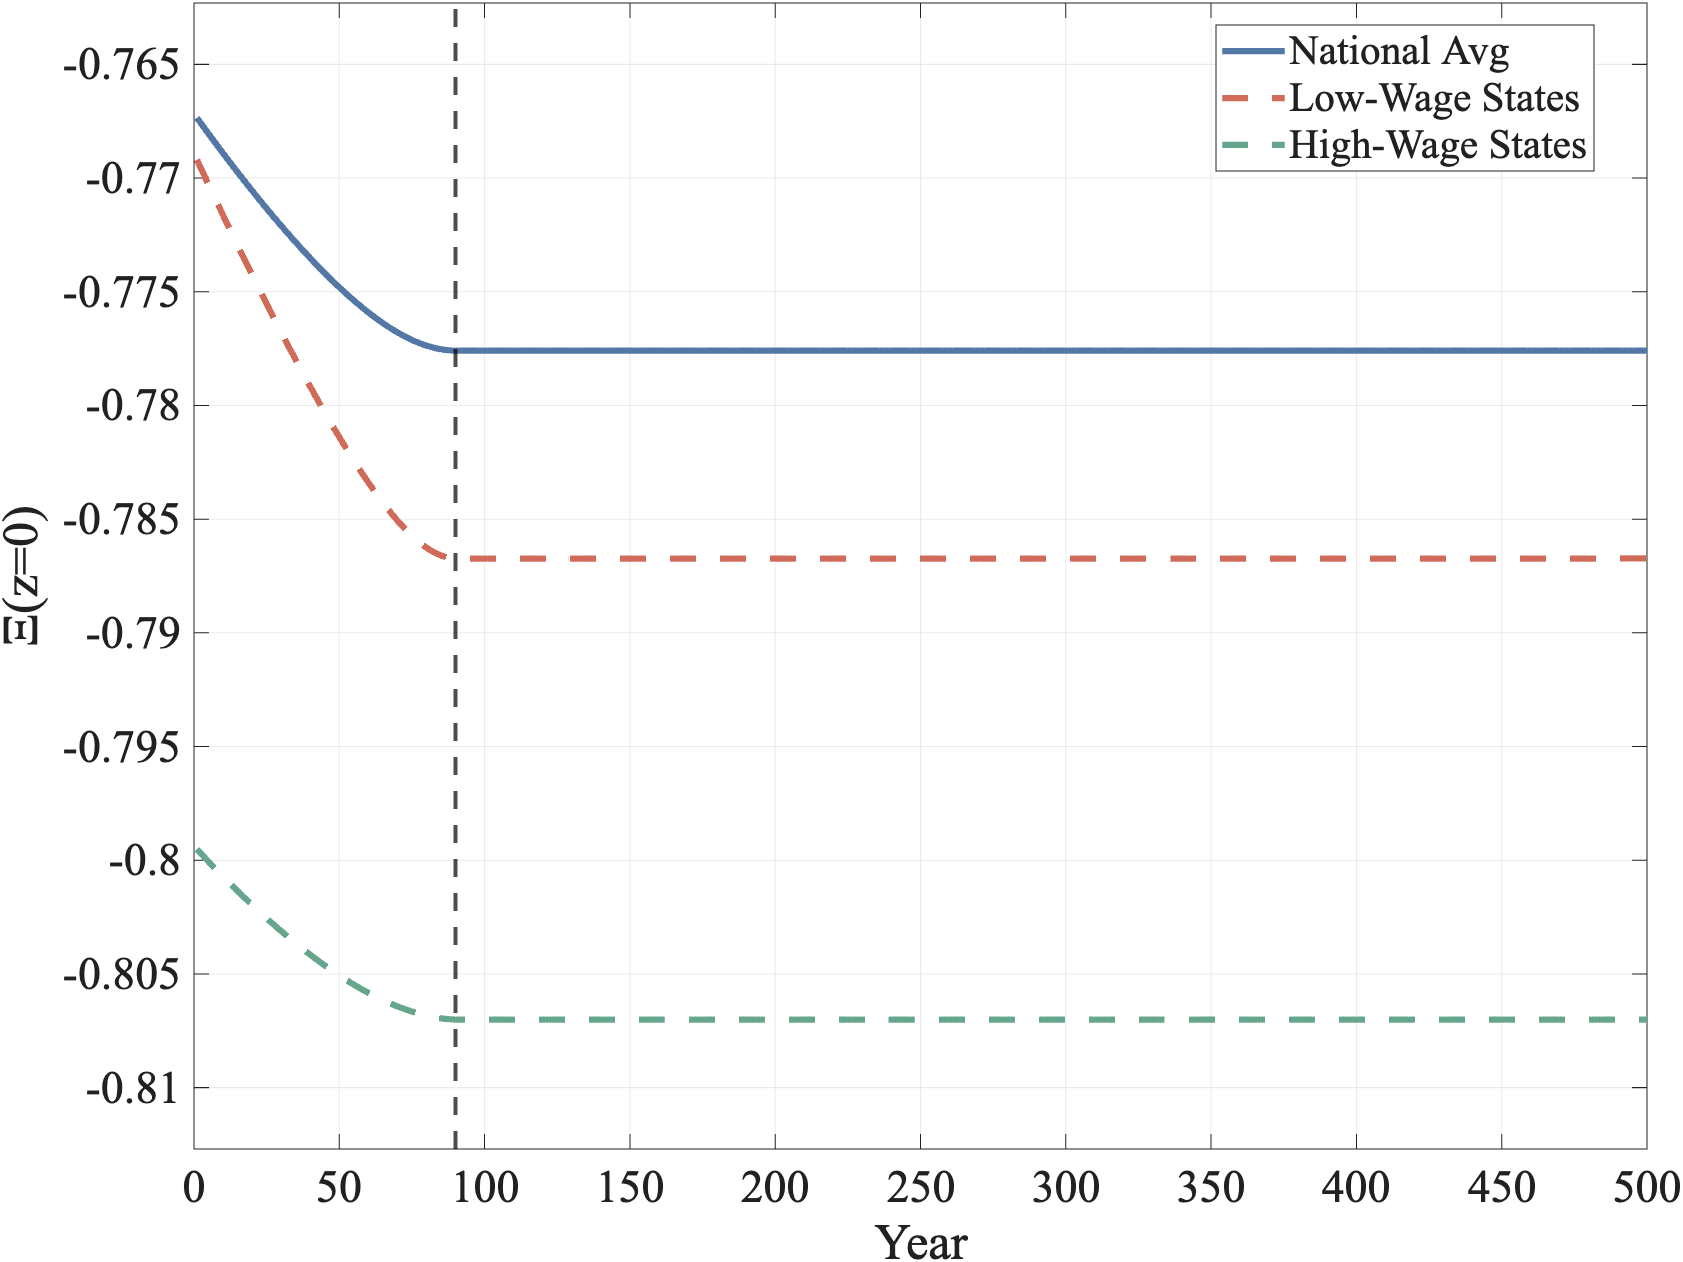 National Avg
Low-Wage States
High-Wage States
-0.765
-0.77
-0.775
-0.78
-0.785
-0.79
-0.795
-0.8
-0.805
-0.81
Ξ(z=0)
0 50 100 150 200 250 300 350 400 450 500
Year